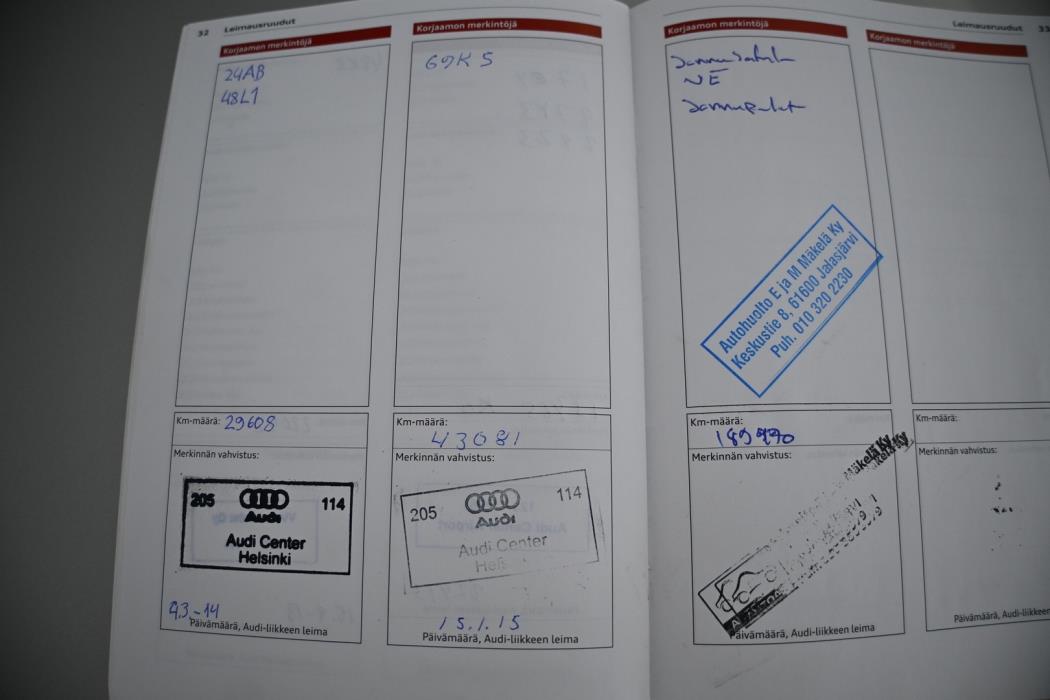 32 Leimausruudut
Korjaamon merkintöjä
24AB
48L1
Km-määrä: 29608
Merkinnän vahvistus:
205 114
Audi
Audi Center
Helsinki
9.3-14
Päivämäärä, Audi-liikkeen leima
Korjaamon merkintöjä
69K5
Km-määrä:
43081
Merkinnän vahvistus:
205 114
Audi
Audi Center
15.1.15
Päivämäärä, Audi-liikkeen leima
Leimausruudut 33
Korjaamon merkintöjä
Autohuolto E ja M Mäkelä Ky
Keskustie 8, 61600 Jalasjärvi
Puh. 010 320 2230
Km-määrä:
Merkinnän vahvistus:
Mäkelä Ky
Päivämäärä, Audi-liikkeen leima
Korjaamon merkintöjä
Km-määrä:
Merkinnän vahvistus:
Päivämäärä, Audi-liikkeen